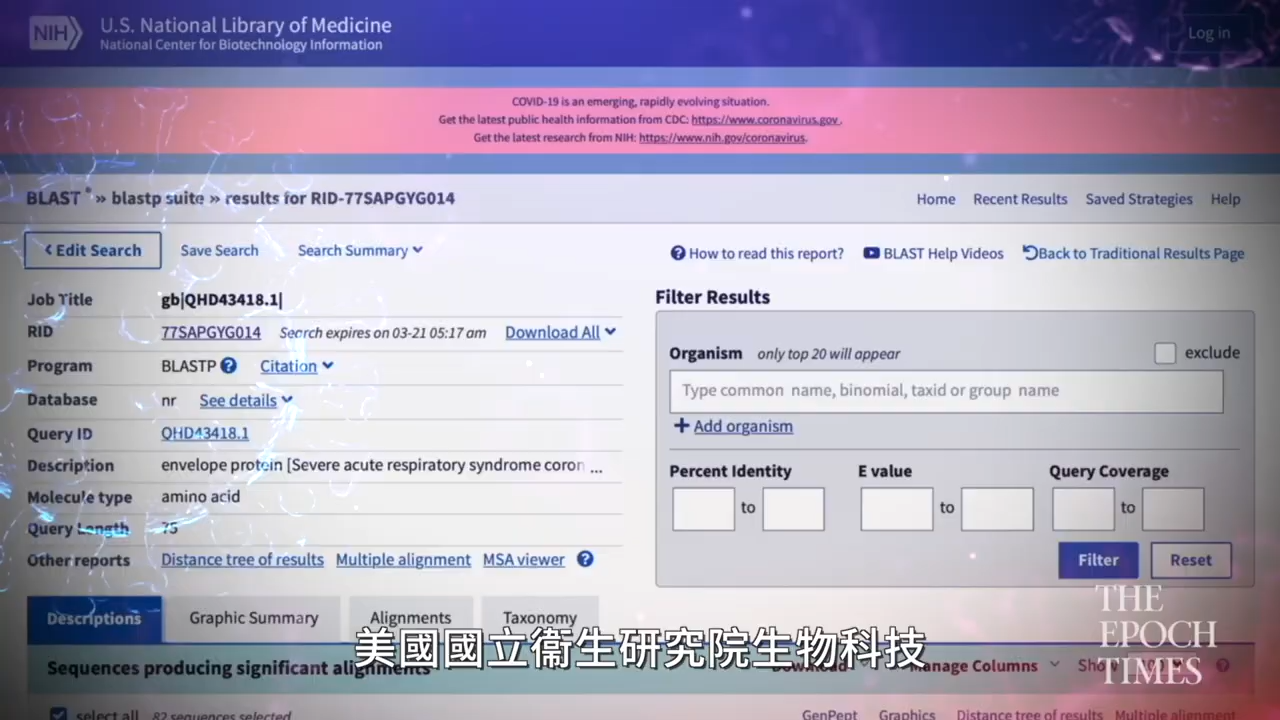 NIH
U.S. National Library of Medicine
National Center for Biotechnology Information
Log in
COVID-19 is an emerging, rapidly evolving situation.
Get the latest public health information from CDC: https://www.coronavirus.gov.
Get the latest research from NIH: https://www.nih.gov/coronavirus.
BLAST ® » blastp suite » results for RID-77SAPGYG014
Home Recent Results Saved Strategies Help
Edit Search Save Search Search Summary
How to read this report? BLAST Help Videos Back to Traditional Results Page
Job Title gb|QHD43418.1|
RID 77SAPGYG014 Search expires on 03-21 05:17 am Download All
Program BLASTP Citation
Database nr See details
Query ID QHD43418.1
Description envelope protein [Severe acute respiratory syndrome coron ...
Molecule type amino acid
Query Length 75
Other reports Distance tree of results Multiple alignment MSA viewer
Filter Results
Organism only top 20 will appear exclude
Type common name, binomial, taxid or group name
Add organism
Percent Identity E value Query Coverage
to to to
Filter Reset
Descriptions Graphic Summary Alignments Taxonomy
美國國立衛生研究院生物科技
Sequences producing significant alignments Download Manage Columns Show
select all 82 sequences selected GenPept Graphics Distance tree of results Multiple alignment
THE
EPOCH
TIMES